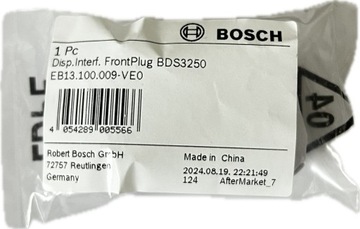 BOSCH
1 Pc
Disp.Interf. FrontPlug BDS3250
EB13.100.009-VE0
4 054289 005566
Robert Bosch GmbH
72757 Reutlingen
Germany
Made in China
2024.08.19. 22:21:49
124 AfterMarket_7
40